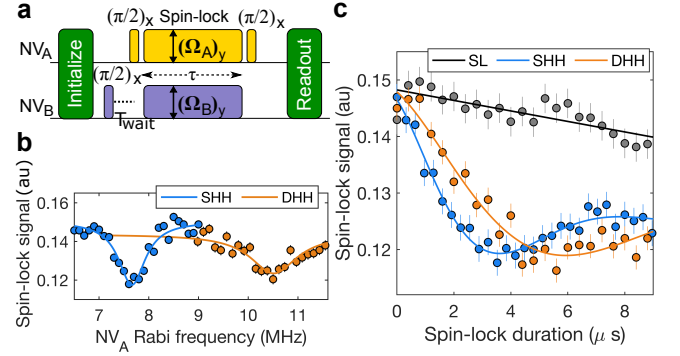 a
(π/2)x Spin-lock (π/2)x
NVA
Initialize
(ΩA)y
Readout
(π/2)x
τ
NVB
Twait
(ΩB)y
b
SHH DHH
Spin-lock signal (au)
0.16
0.14
0.12
7 8 9 10 11
NVA Rabi frequency (MHz)
c
SL SHH DHH
Spin-lock signal (au)
0.15
0.14
0.13
0.12
0 2 4 6 8
Spin-lock duration (μ s)